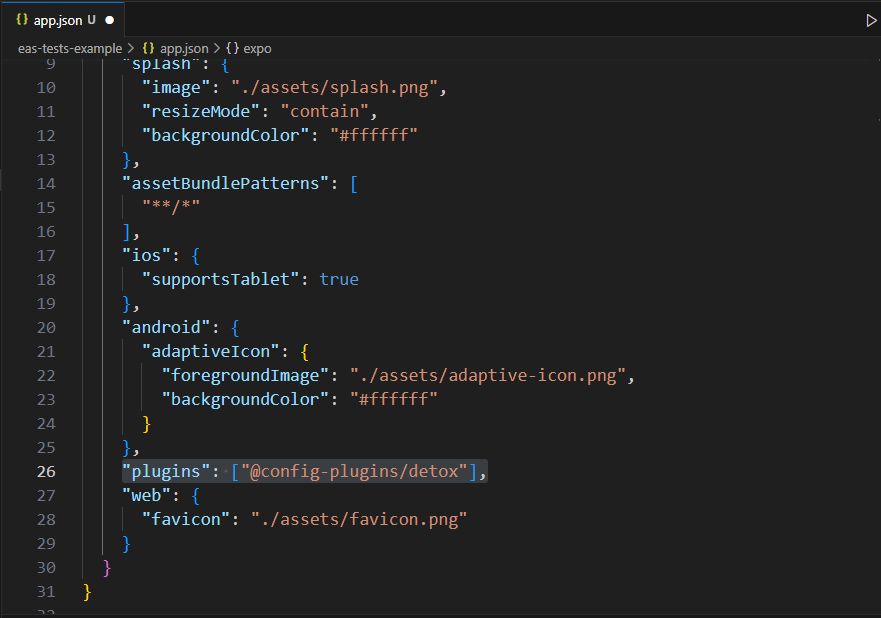 {} app.json U ●
eas-tests-example > {} app.json > {} expo
9 "splash": {
10 "image": "./assets/splash.png",
11 "resizeMode": "contain",
12 "backgroundColor": "#ffffff"
13 },
14 "assetBundlePatterns": [
15 "**/*"
16 ],
17 "ios": {
18 "supportsTablet": true
19 },
20 "android": {
21 "adaptiveIcon": {
22 "foregroundImage": "./assets/adaptive-icon.png",
23 "backgroundColor": "#ffffff"
24 }
25 },
26 "plugins": ["@config-plugins/detox"],
27 "web": {
28 "favicon": "./assets/favicon.png"
29 }
30 }
31 }
32